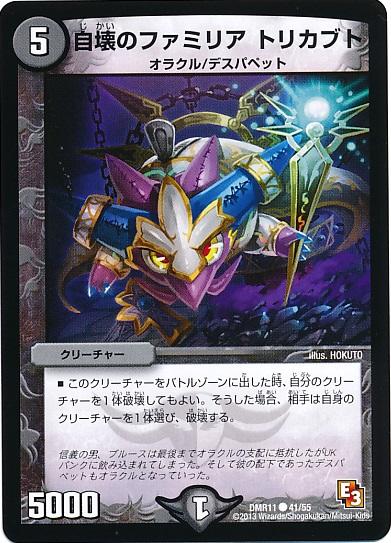 5
じかい
自壊のファミリア トリカブト
オラクル/デスパペット
illus. HOKUTO
クリーチャー
■このクリーチャーをバトルゾーンに出した時、自分のクリー
チャーを1体破壊してもよい。そうした場合、相手は自身の
クリーチャーを1体選び、破壊する。
信義の男、ブルースは最後までオラクルの支配に抵抗したがUK
パンクに飲み込まれてしまった。そして彼の配下であったデスパ
ペットもオラクルとなっていった。
5000
DMR11 ● 41/55
©2013 Wizards/Shogakukan/Mitsui-Kids
E3